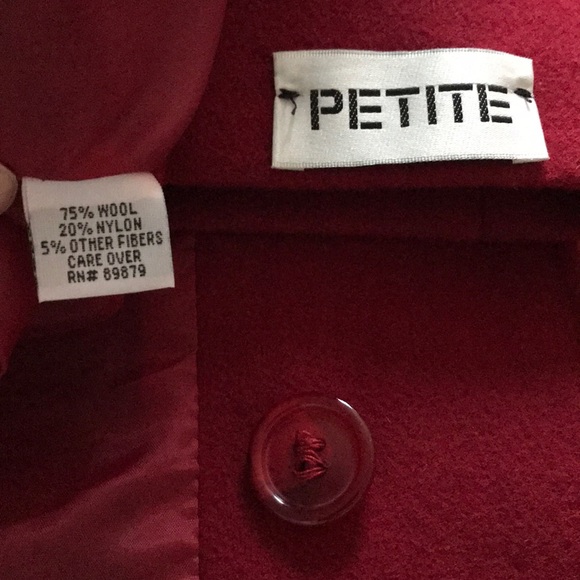 PETITE
75% WOOL
20% NYLON
5% OTHER FIBERS
CARE OVER
RN# 89879